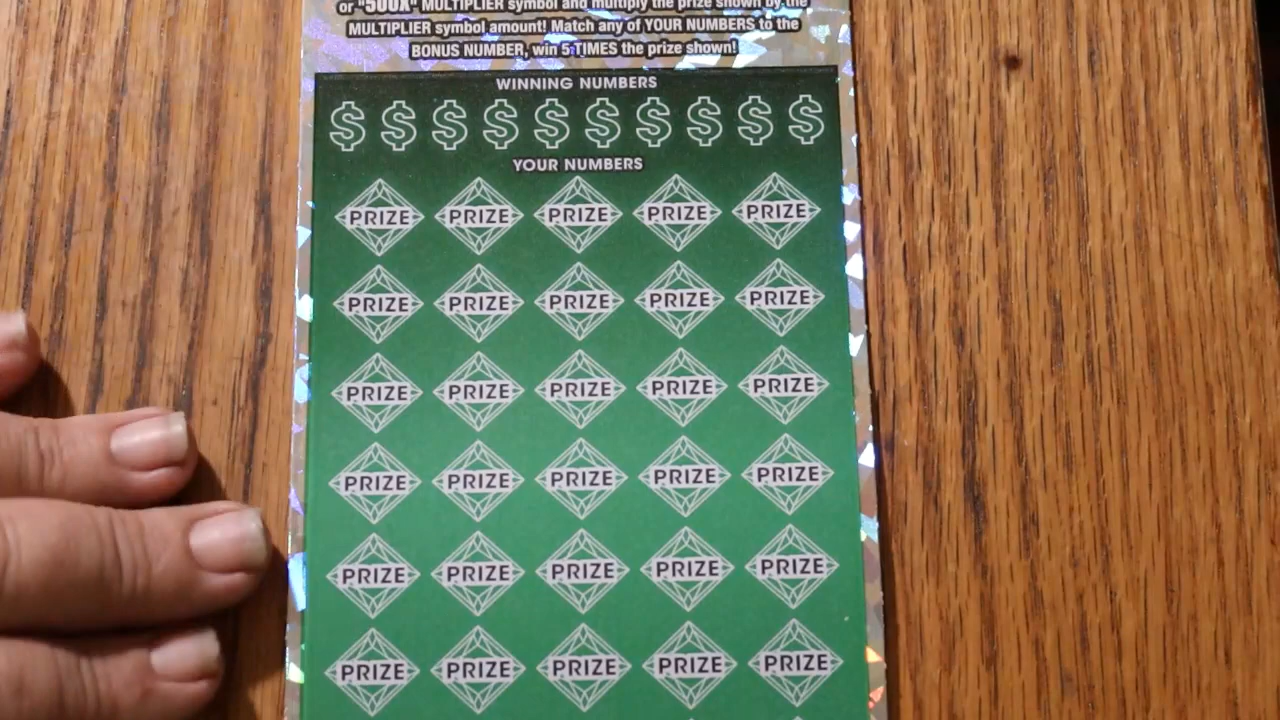 or "500X" MULTIPLIER symbol and multiply the prize shown by the
MULTIPLIER symbol amount! Match any of YOUR NUMBERS to the
BONUS NUMBER, win 5 TIMES the prize shown!
WINNING NUMBERS
$ $ $ $ $ $ $ $ $ $
YOUR NUMBERS
PRIZE PRIZE PRIZE PRIZE PRIZE
PRIZE PRIZE PRIZE PRIZE PRIZE
PRIZE PRIZE PRIZE PRIZE PRIZE
PRIZE PRIZE PRIZE PRIZE PRIZE
PRIZE PRIZE PRIZE PRIZE PRIZE
PRIZE PRIZE PRIZE PRIZE PRIZE